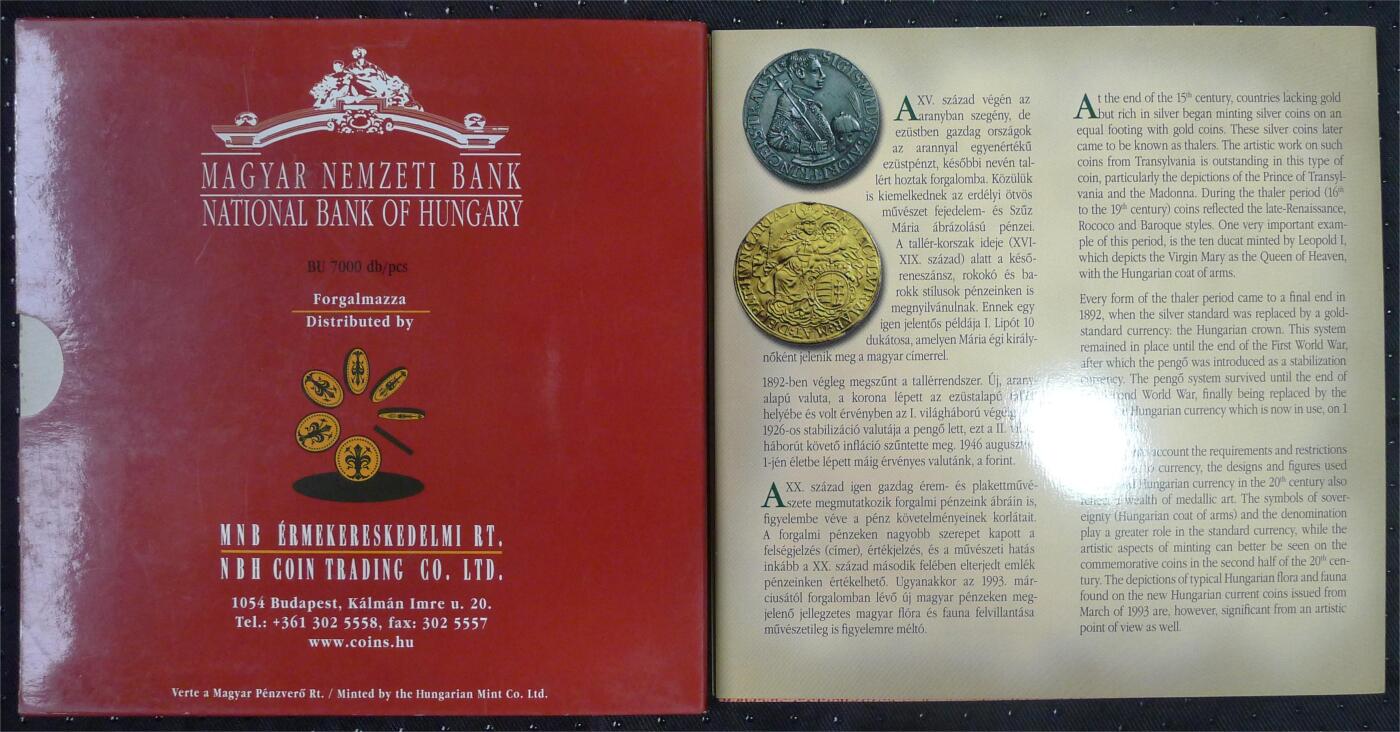 MAGYAR NEMZETI BANK
NATIONAL BANK OF HUNGARY
BU 7000 db/pcs
Forgalmazza
Distributed by
MNB ÉRMEKERESKEDELMI RT.
NBH COIN TRADING CO. LTD.
1054 Budapest, Kálmán Imre u. 20.
Tel.: +361 302 5558, fax: 302 5557
www.coins.hu
Verte a Magyar Pénzverő Rt. / Minted by the Hungarian Mint Co. Ltd.
A XV. század végén az
aranyban szegény, de
ezüstben gazdag országok
az arannyal egyenértékű
ezüstpénzt, későbbi nevén tal-
lért hoztak forgalomba. Közülük
is kiemelkednek az erdélyi ötvös
művészet fejedelem- és Szűz
Mária ábrázolású pénzei.
A tallér-korszak ideje (XVI-
XIX. század) alatt a késő-
reneszánsz, rokokó és ba-
rokk stílusok pénzeinken is
megnyilvánulnak. Ennek egy
igen jelentős példája I. Lipót 10
dukátosa, amelyen Mária égi király-
nőként jelenik meg a magyar címerrel.
1892-ben végleg megszűnt a tallérrendszer. Új, arany-
alapú valuta, a korona lépett az ezüstalapú
helyébe és volt érvényben az I. világháború
1926-os stabilizáció valutája a pengő lett, ezt a II.
háborút követő infláció szűntette meg. 1946 augusztus
1-jén életbe lépett máig érvényes valutánk, a forint.
A XX. század igen gazdag érem- és plakettművé-
szete megmutatkozik forgalmi pénzeink ábráin is,
figyelembe véve a pénz követelményeinek korlátait.
A forgalmi pénzeken nagyobb szerepet kapott a
felségjelzés (címer), értékjelzés, és a művészeti hatás
inkább a XX. század második felében elterjedt emlék
pénzeinken értékelhető. Ugyanakkor az 1993. már-
ciusától forgalomban lévő új magyar pénzeken meg-
jelenő jellegzetes magyar flóra és fauna felvillantása
művészetileg is figyelemre méltó.
At the end of the 15th century, countries lacking gold
but rich in silver began minting silver coins on an
equal footing with gold coins. These silver coins later
came to be known as thalers. The artistic work on such
coins from Transylvania is outstanding in this type of
coin, particularly the depictions of the Prince of Transyl-
vania and the Madonna. During the thaler period (16th
to the 19th century) coins reflected the late-Renaissance,
Rococo and Baroque styles. One very important exam-
ple of this period, is the ten ducat minted by Leopold I,
which depicts the Virgin Mary as the Queen of Heaven,
with the Hungarian coat of arms.
Every form of the thaler period came to a final end in
1892, when the silver standard was replaced by a gold-
standard currency: the Hungarian crown. This system
remained in place until the end of the First World War,
after which the pengő was introduced as a stabilization
currency. The pengő system survived until the end of
World War, finally being replaced by the
Hungarian currency which is now in use, on 1
account the requirements and restrictions
currency, the designs and figures used
Hungarian currency in the 20th century also
wealth of medallic art. The symbols of sover-
eignty (Hungarian coat of arms) and the denomination
play a greater role in the standard currency, while the
artistic aspects of minting can better be seen on the
commemorative coins in the second half of the 20th cen-
tury. The depictions of typical Hungarian flora and fauna
found on the new Hungarian current coins issued from
March of 1993 are, however, significant from an artistic
point of view as well.